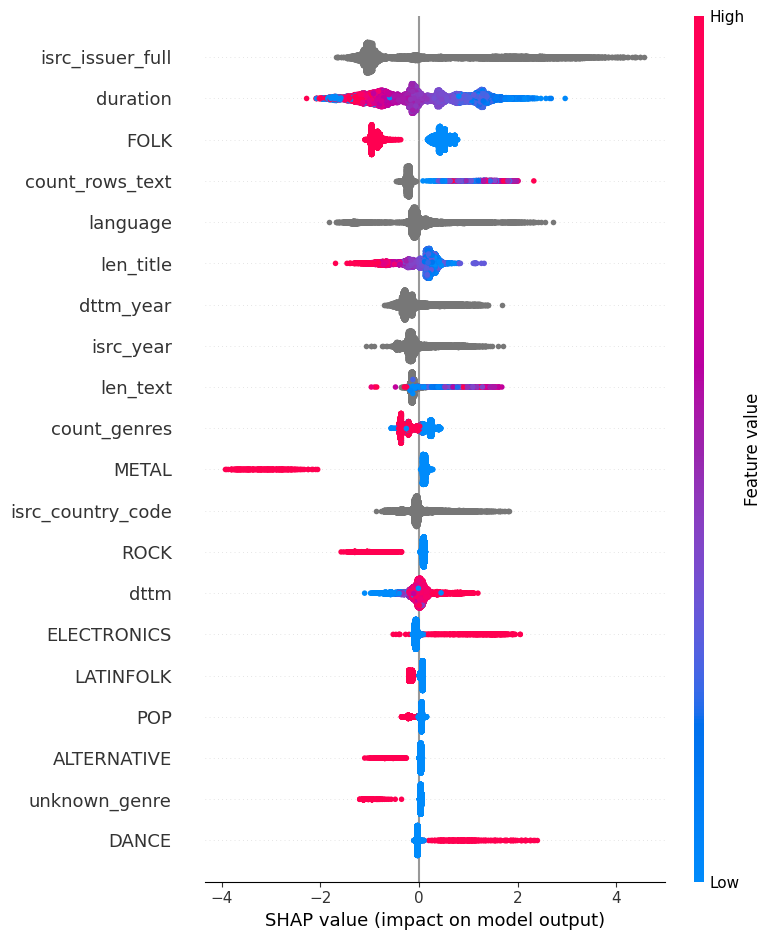 High
isrc_issuer_full
duration
FOLK
count_rows_text
language
len_title
dttm_year
isrc_year
len_text
count_genres
METAL
isrc_country_code
ROCK
dttm
ELECTRONICS
LATINFOLK
POP
ALTERNATIVE
unknown_genre
DANCE
Feature value
Low
−4 −2 0 2 4
SHAP value (impact on model output)